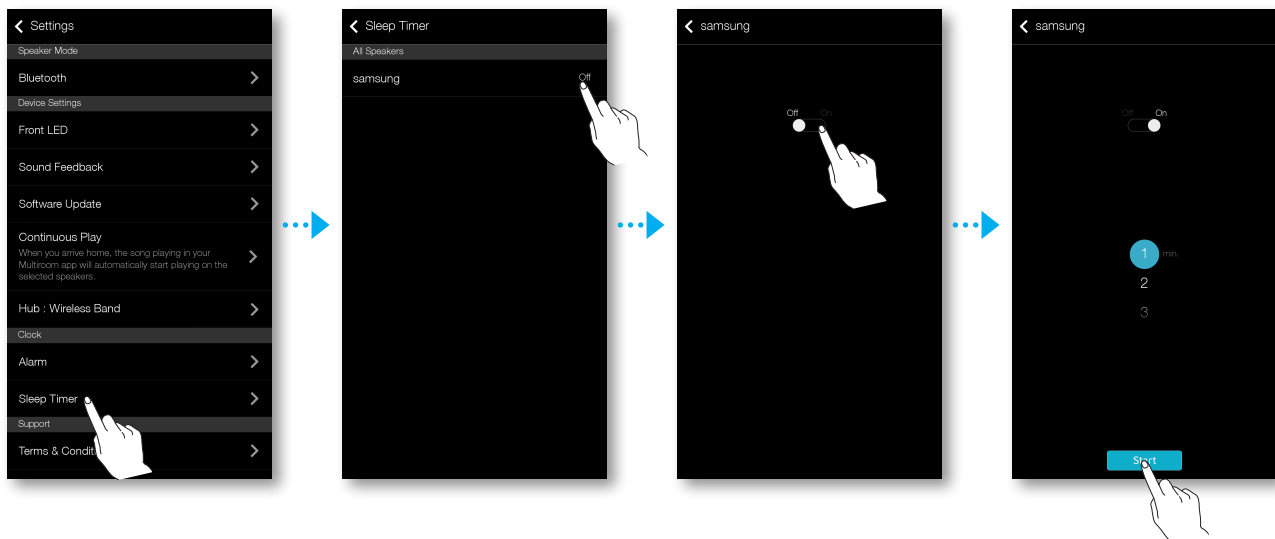 Settings
Speaker Mode
Bluetooth
Device Settings
Front LED
Sound Feedback
Software Update
Continuous Play
When you arrive home, the song playing in your
Multiroom app will automatically start playing on the
selected speakers.
Hub : Wireless Band
Clock
Alarm
Sleep Timer
Support
Terms & Condit
Sleep Timer
All Speakers
samsung Off
samsung
Off On
samsung
Off On
1 min.
2
3
Start